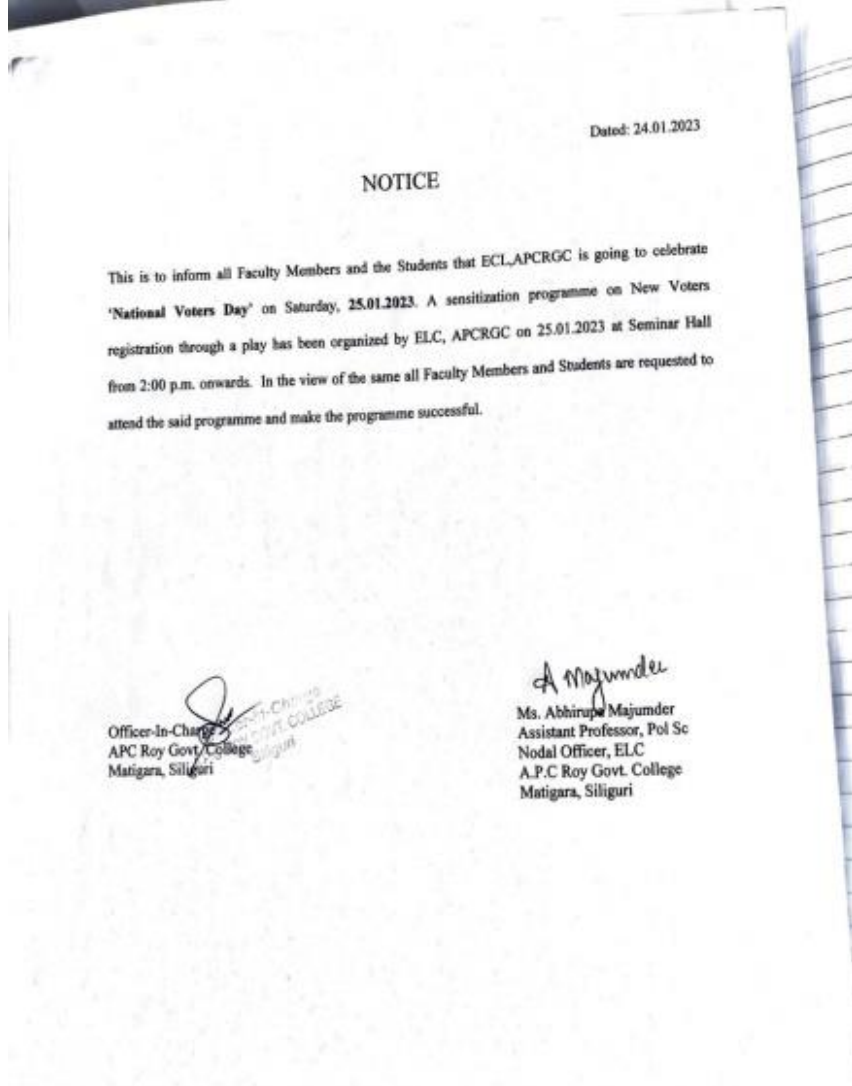 Dated: 24.01.2023
NOTICE
This is to inform all Faculty Members and the Students that ECL,APCRGC is going to celebrate
‘National Voters Day’ on Saturday, 25.01.2023. A sensitization programme on New Voters
registration through a play has been organized by ELC, APCRGC on 25.01.2023 at Seminar Hall
from 2:00 p.m. onwards. In the view of the same all Faculty Members and Students are requested to
attend the said programme and make the programme successful.
Officer-In-Charge
APC Roy Govt. College
Matigara, Siliguri
GOVT. COLLEGE
Siliguri
A Majumder
Ms. Abhirupa Majumder
Assistant Professor, Pol Sc
Nodal Officer, ELC
A.P.C Roy Govt. College
Matigara, Siliguri